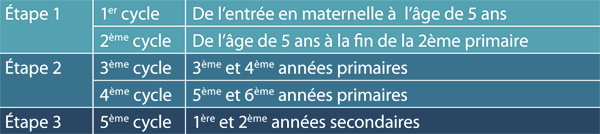 Étape 1 1er cycle De l’entrée en maternelle à l’âge de 5 ans
2ème cycle De l’âge de 5 ans à la fin de la 2ème primaire
Étape 2 3ème cycle 3ème et 4ème années primaires
4ème cycle 5ème et 6ème années primaires
Étape 3 5ème cycle 1ère et 2ème années secondaires